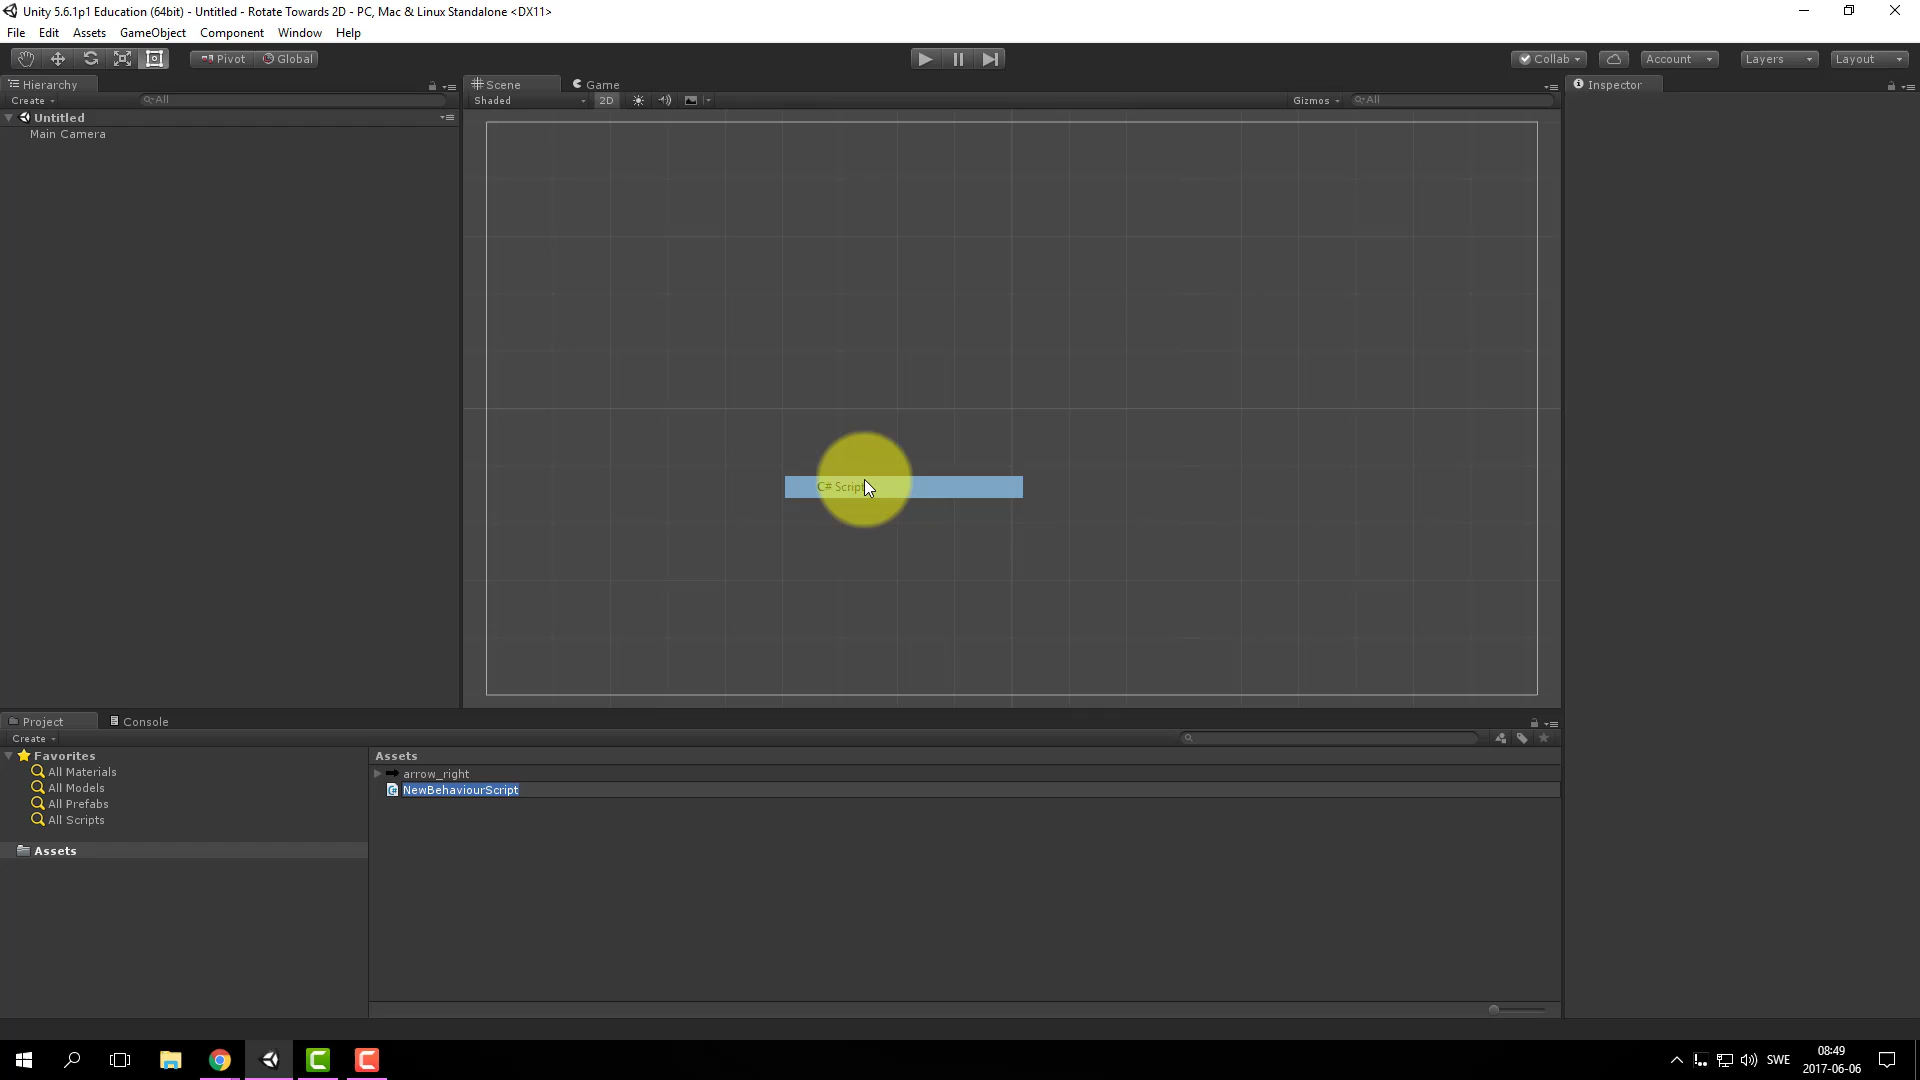 Unity 5.6.1p1 Education (64bit) - Untitled - Rotate Towards 2D - PC, Mac & Linux Standalone <DX11>
File Edit Assets GameObject Component Window Help
Pivot Global Collab Account Layers Layout
Hierarchy Scene Game Inspector
Create All Shaded 2D Gizmos All
Untitled
Main Camera
C# Script
Project Console
Create
Favorites Assets
All Materials arrow_right
All Models NewBehaviourScript
All Prefabs
All Scripts
Assets
SWE 08:49
2017-06-06